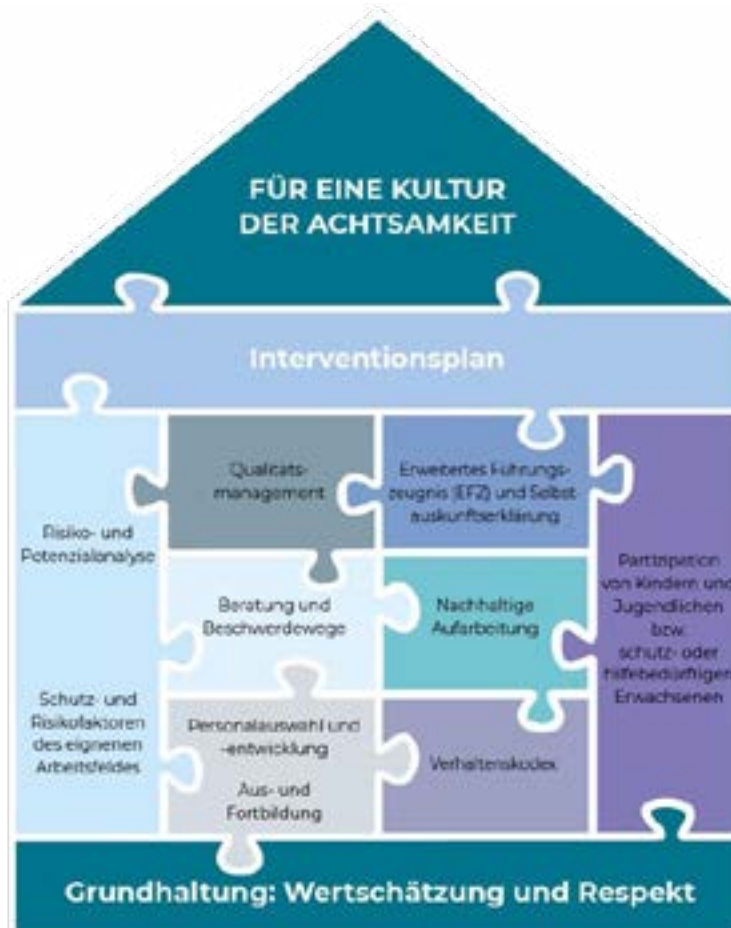 FÜR EINE KULTUR
DER ACHTSAMKEIT
Interventionsplan
Risiko- und
Potenzialanalyse
Schutz- und
Risikofaktoren
des eignenen
Arbeitsfeldes
Qualitäts-
management
Erweitertes Führungs-
zeugnis (EFZ) und Selbst
auskunftserklärung
Beratung und
Beschwerdewege
Nachhaltige
Aufarbeitung
Personalauswahl und
-entwicklung
Aus- und
Fortbildung
Verhaltenskodex
Partizipation
von Kindern und
Jugendlichen
bzw.
schutz- oder
hilfebedürftigen
Erwachsenen
Grundhaltung: Wertschätzung und Respekt